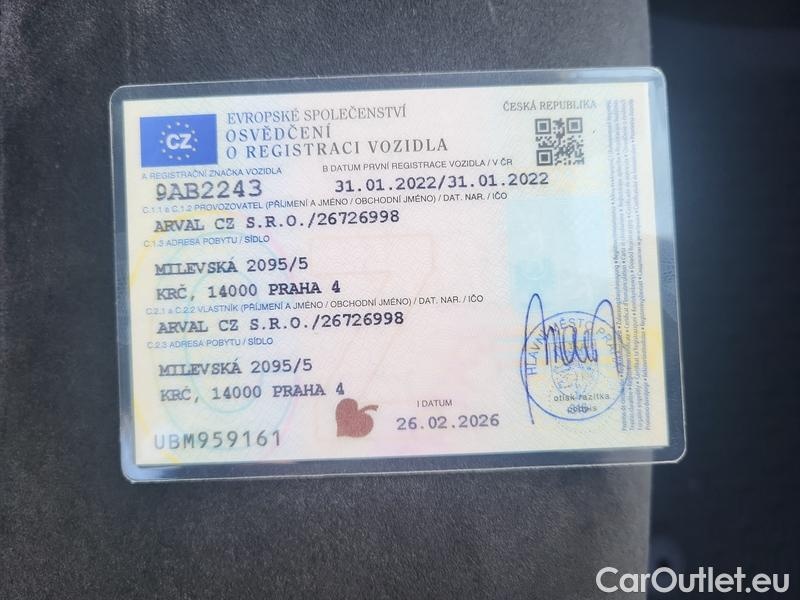 CZ
EVROPSKÉ SPOLEČENSTVÍ
ČESKÁ REPUBLIKA
OSVĚDČENÍ
O REGISTRACI VOZIDLA
A REGISTRAČNÍ ZNAČKA VOZIDLA
B DATUM PRVNÍ REGISTRACE VOZIDLA / V ČR
9AB2243
31.01.2022/31.01.2022
C.1.1 a C.1.2 PROVOZOVATEL (PŘÍJMENÍ A JMÉNO / OBCHODNÍ JMÉNO) / DAT. NAR. / IČO
ARVAL CZ S.R.O./26726998
C.1.3 ADRESA POBYTU / SÍDLO
MILEVSKÁ 2095/5
KRČ, 14000 PRAHA 4
C.2.1 a C.2.2 VLASTNÍK (PŘÍJMENÍ A JMÉNO / OBCHODNÍ JMÉNO) / DAT. NAR. / IČO
ARVAL CZ S.R.O./26726998
C.2.3 ADRESA POBYTU / SÍDLO
MILEVSKÁ 2095/5
KRČ, 14000 PRAHA 4
I DATUM
26.02.2026
UBM959161
HLAVNÍ MĚSTO
otisk razítka
podpis
CarOutlet.eu